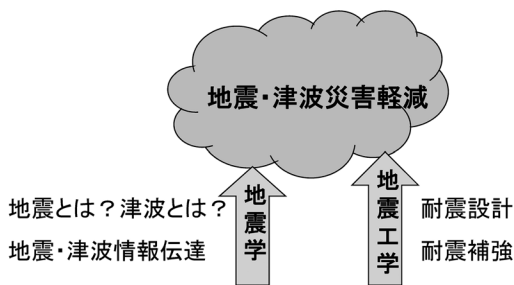 地震・津波災害軽減
地震とは？津波とは？
地震・津波情報伝達
地震学
地震工学
耐震設計
耐震補強